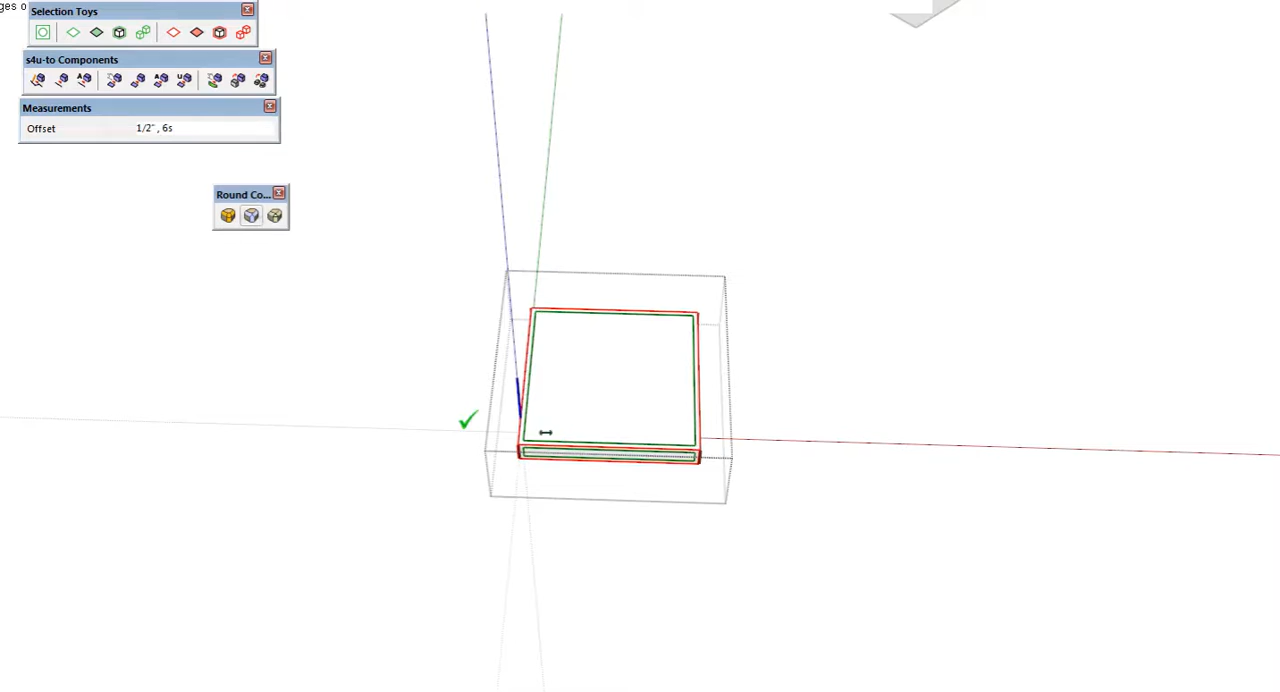 ges o
Selection Toys
s4u-to Components
Measurements
Offset 1/2", 6s
Round Co...